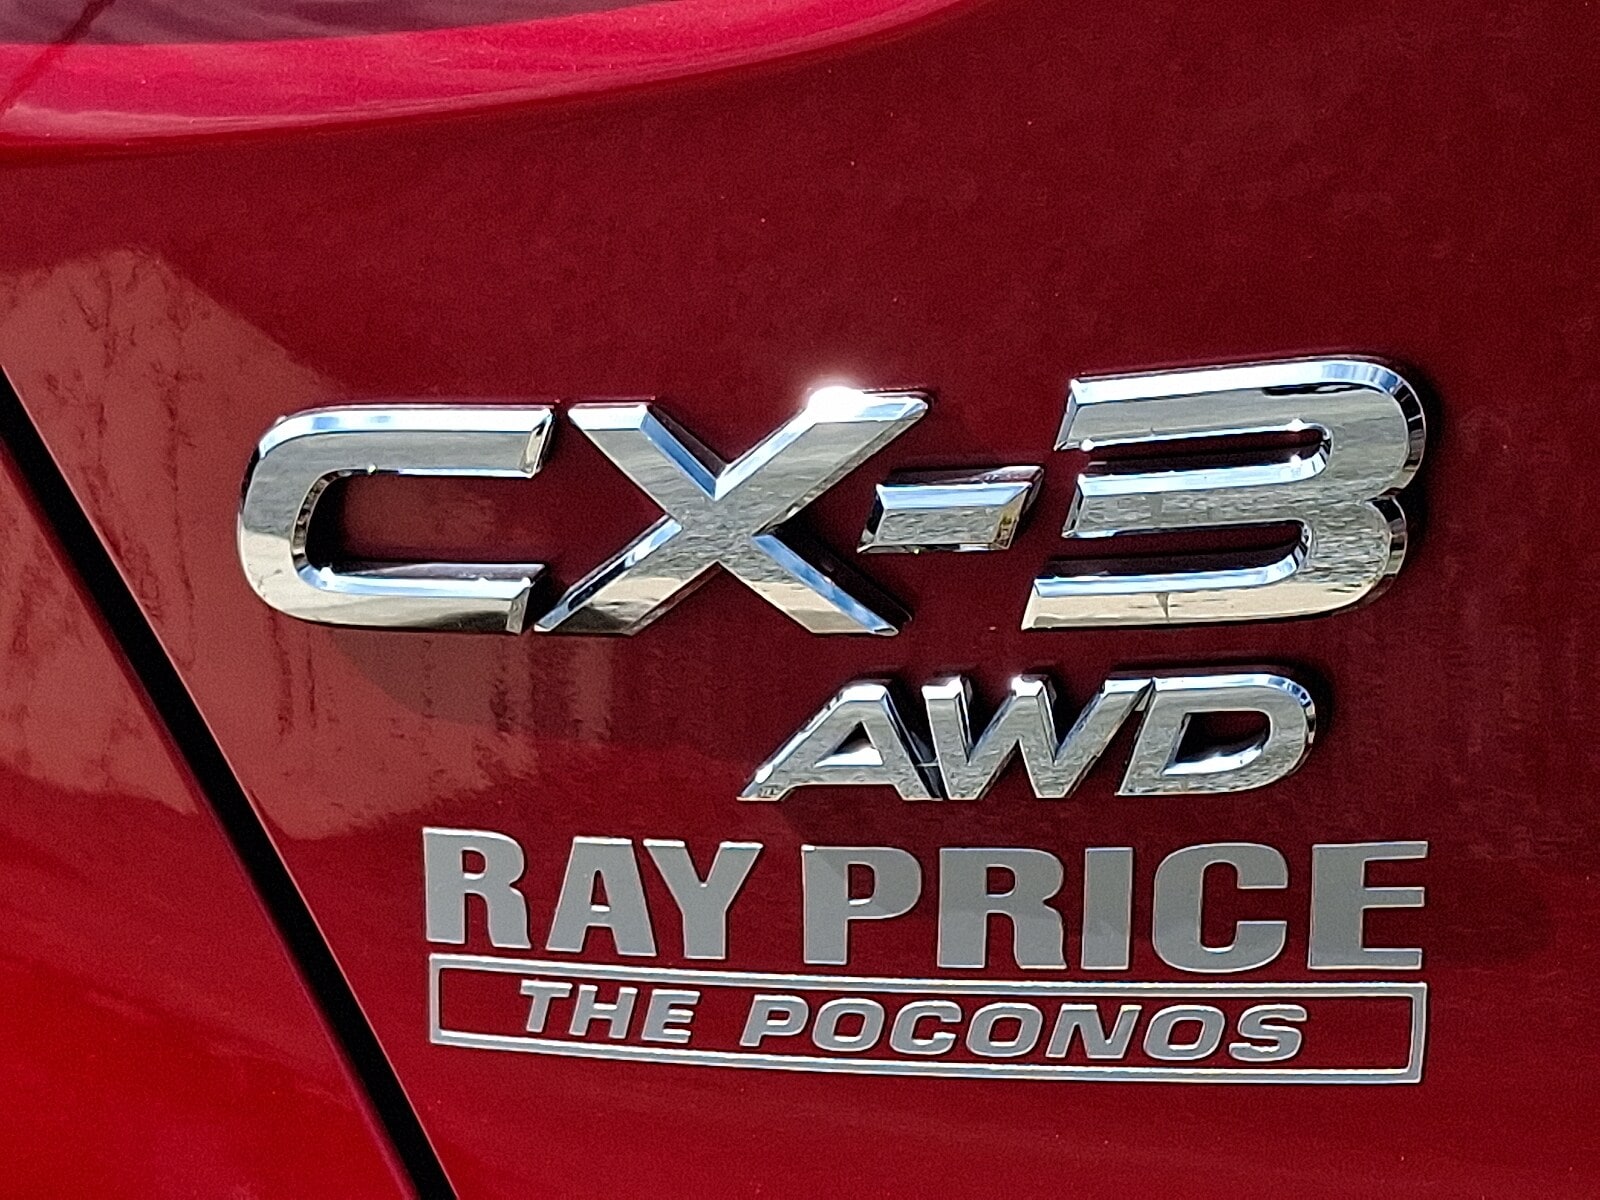 CX-3
AWD
RAY PRICE
THE POCONOS